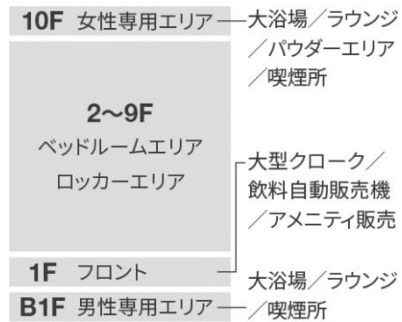 10F 女性専用エリア
大浴場／ラウンジ
／パウダーエリア
／喫煙所
2〜9F
ベッドルームエリア
ロッカーエリア
大型クローク／
飲料自動販売機
／アメニティ販売
1F フロント
B1F 男性専用エリア
大浴場／ラウンジ
／喫煙所